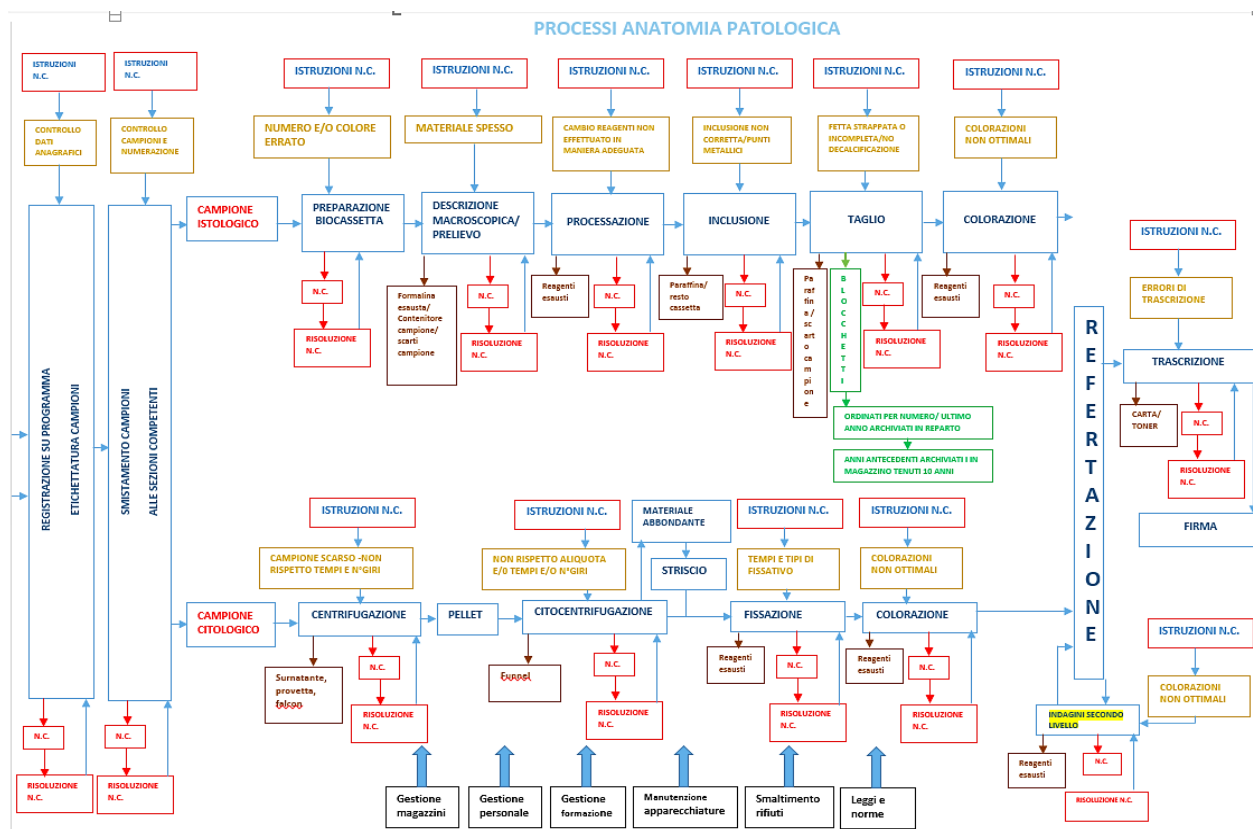 PROCESSI ANATOMIA PATOLOGICA
ISTRUZIONI
N.C.
ISTRUZIONI
N.C.
ISTRUZIONI N.C.
ISTRUZIONI N.C.
ISTRUZIONI N.C.
ISTRUZIONI N.C.
ISTRUZIONI N.C.
ISTRUZIONI N.C.
CONTROLLO
DATI
ANAGRAFICI
CONTROLLO
CAMPIONI E
NUMERAZIONE
NUMERO E/O COLORE
ERRATO
MATERIALE SPESSO
CAMBIO REAGENTI NON
EFFETTUATO IN
MANIERA ADEGUATA
INCLUSIONE NON
CORRETTA/PUNTI
METALLICI
FETTA STRAPPATA O
INCOMPLETA/NO
DECALCIFICAZIONE
COLORAZIONI
NON OTTIMALI
REGISTRAZIONE SU PROGRAMMA
ETICHETTATURA CAMPIONI
SMISTAMENTO CAMPIONI
ALLE SEZIONI COMPETENTI
CAMPIONE
ISTOLOGICO
PREPARAZIONE
BIOCASSETTA
DESCRIZIONE
MACROSCOPICA/
PRELIEVO
PROCESSAZIONE
INCLUSIONE
TAGLIO
COLORAZIONE
N.C.
RISOLUZIONE
N.C.
Formalina
esausta/
Contenitore
campione/
scarti
campione
N.C.
RISOLUZIONE
N.C.
Reagenti
esausti
N.C.
RISOLUZIONE
N.C.
Paraffina/
resto
cassetta
N.C.
RISOLUZIONE
N.C.
Pa
raf
fin
a/
sc
art
o
ca
m
pi
on
e
B
L
O
C
C
H
E
T
T
I
N.C.
RISOLUZIONE
N.C.
Reagenti
esausti
N.C.
RISOLUZIONE
N.C.
ORDINATI PER NUMERO/ ULTIMO
ANNO ARCHIVIATI IN REPARTO
ANNI ANTECEDENTI ARCHIVIATI I IN
MAGAZZINO TENUTI 10 ANNI
R
E
F
E
R
T
A
Z
I
O
N
E
ISTRUZIONI N.C.
ERRORI DI
TRASCRIZIONE
TRASCRIZIONE
CARTA/
TONER
N.C.
RISOLUZIONE
N.C.
FIRMA
ISTRUZIONI N.C.
ISTRUZIONI N.C.
MATERIALE
ABBONDANTE
ISTRUZIONI N.C.
ISTRUZIONI N.C.
CAMPIONE SCARSO -NON
RISPETTO TEMPI E N°GIRI
NON RISPETTO ALIQUOTA
E/0 TEMPI E/O N°GIRI
STRISCIO
TEMPI E TIPI DI
FISSATIVO
COLORAZIONI
NON OTTIMALI
CAMPIONE
CITOLOGICO
CENTRIFUGAZIONE
PELLET
CITOCENTRIFUGAZIONE
FISSAZIONE
COLORAZIONE
Surnatante,
provetta,
falcon
N.C.
RISOLUZIONE
N.C.
Funnel
N.C.
RISOLUZIONE
N.C.
Reagenti
esausti
N.C.
RISOLUZIONE
N.C.
Reagenti
esausti
N.C.
RISOLUZIONE
N.C.
ISTRUZIONI N.C.
COLORAZIONI
NON OTTIMALI
INDAGINI SECONDO
LIVELLO
Reagenti
esausti
N.C.
RISOLUZIONE N.C.
N.C.
RISOLUZIONE
N.C.
N.C.
RISOLUZIONE
N.C.
Gestione
magazzini
Gestione
personale
Gestione
formazione
Manutenzione
apparecchiature
Smaltimento
rifiuti
Leggi e
norme